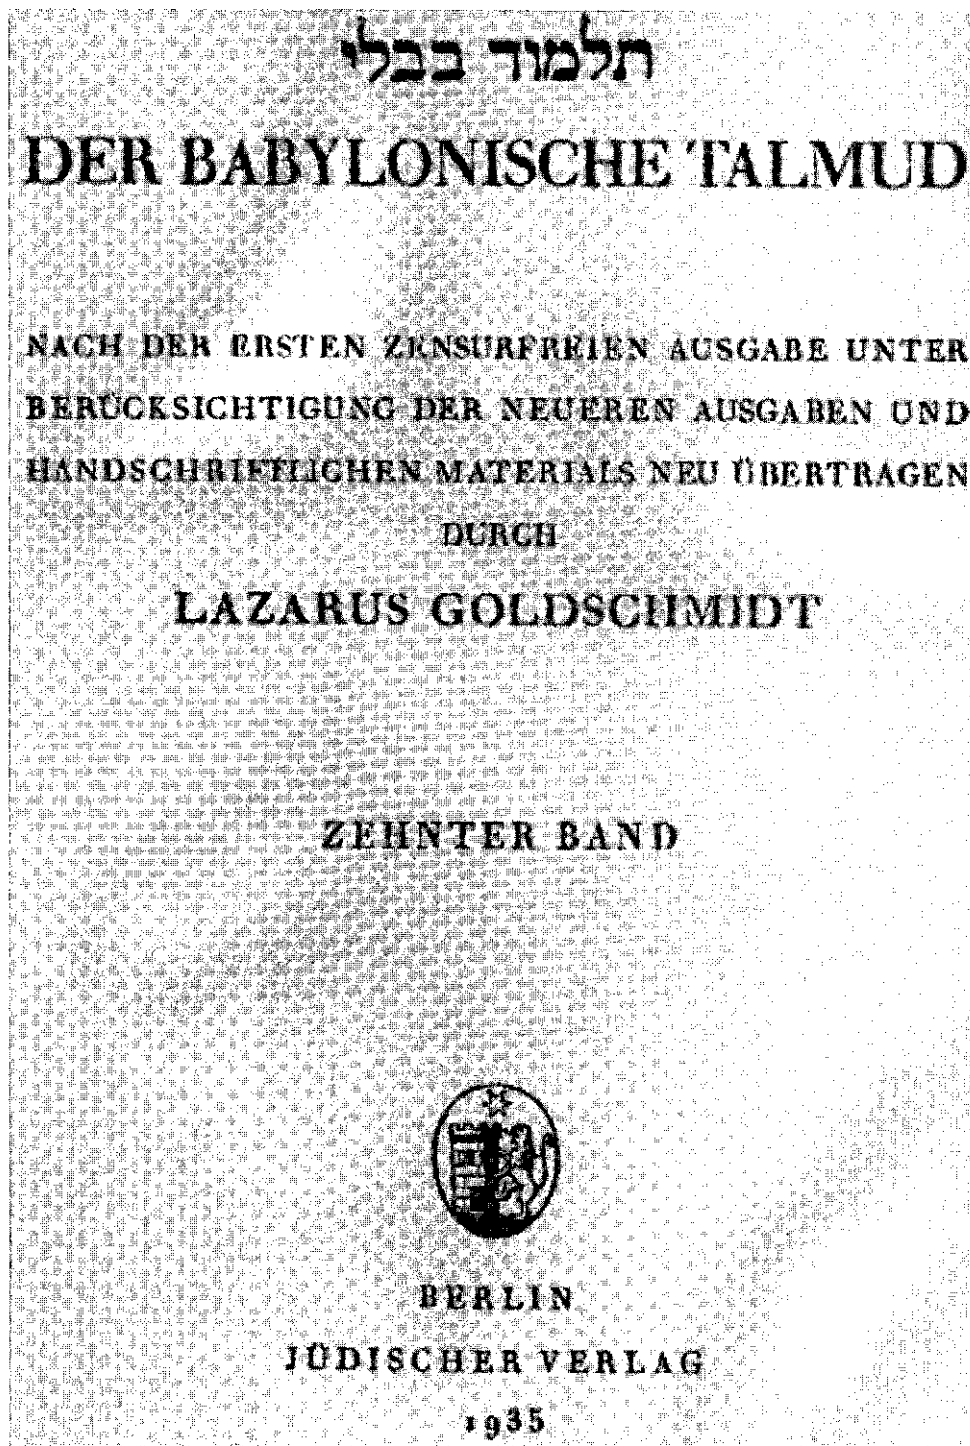 תלמוד בבלי
DER BABYLONISCHE TALMUD
NACH DER ERSTEN ZENSURFREIEN AUSGABE UNTER
BERÜCKSICHTIGUNG DER NEUEREN AUSGABEN UND
HANDSCHRIFTLICHEN MATERIALS NEU ÜBERTRAGEN
DURCH
LAZARUS GOLDSCHMIDT
ZEHNTER BAND
BERLIN
JÜDISCHER VERLAG
1935